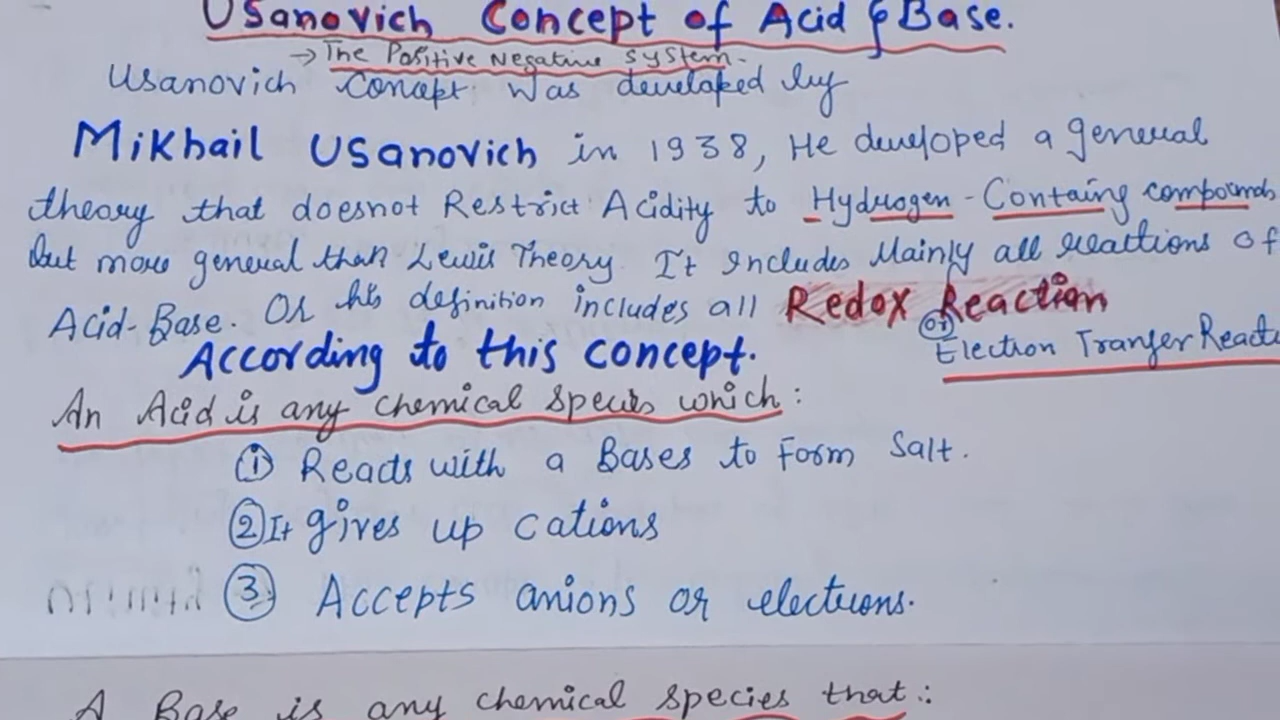 Usanovich Concept of Acid & Base.
→ The Positive Negative system.
Usanovich Concept was developed by
Mikhail Usanovich in 1938, He developed a general
theory that doesnot Restrict Acidity to Hydrogen-Containg compounds
but more general than Lewis Theory. It Includes Mainly all reactions of
Acid-Base. Or his definition includes all Redox Reaction
(or)
Election Tranfer Reacti
According to this concept.
An Acid is any chemical species which:
① Reacts with a Bases to Form Salt.
② It gives up cations
③ Accepts anions or electrons.
A Base is any chemical species that: